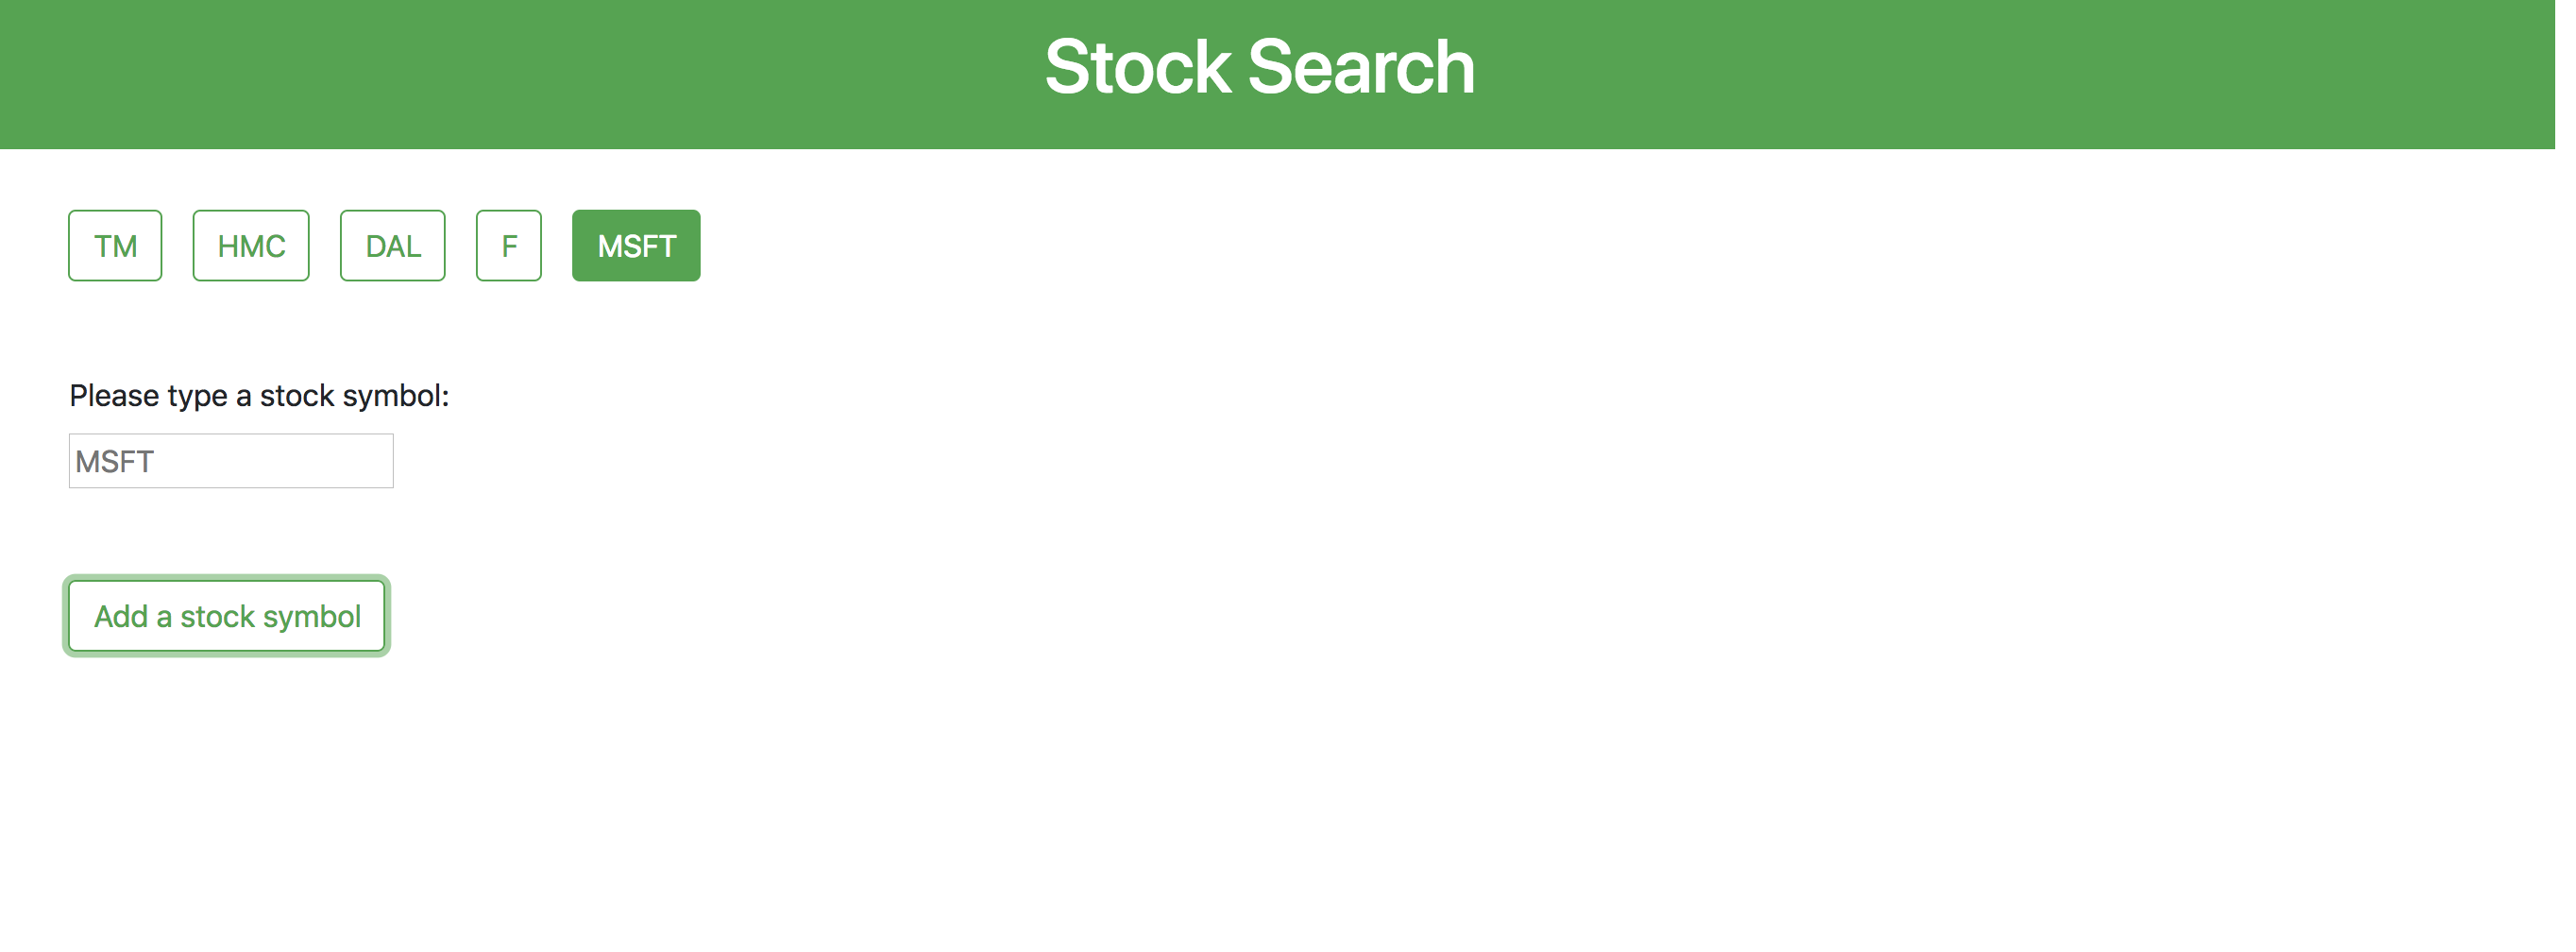 Stock Search
TM HMC DAL F MSFT
Please type a stock symbol:
MSFT
Add a stock symbol